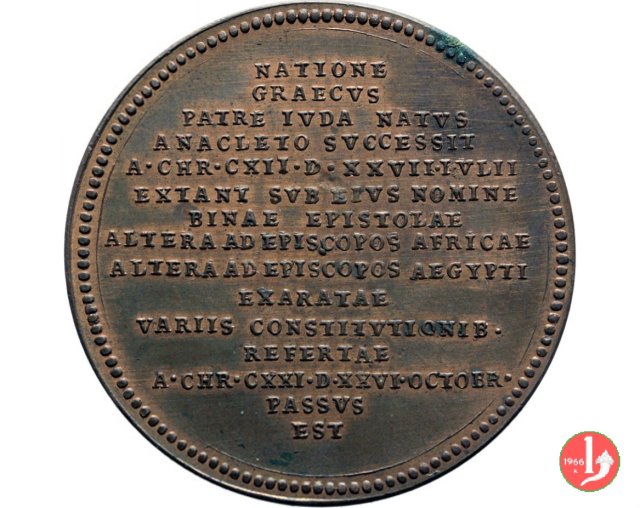 NATIONE
GRAECVS
PATRE IVDA NATVS
ANACLETO SVCCESSIT
A·CHR·CXII·D·XXVII·IVLII
EXTANT SVB EIVS NOMINE
BINAE EPISTOLAE
ALTERA AD EPISCOPOS AFRICAE
ALTERA AD EPISCOPOS AEGYPTI
EXARATAE
VARIIS CONSTITVTIONIB·
REFERTAE
A·CHR·CXXI·D·XXVI·OCTOBR·
PASSVS
EST
1966